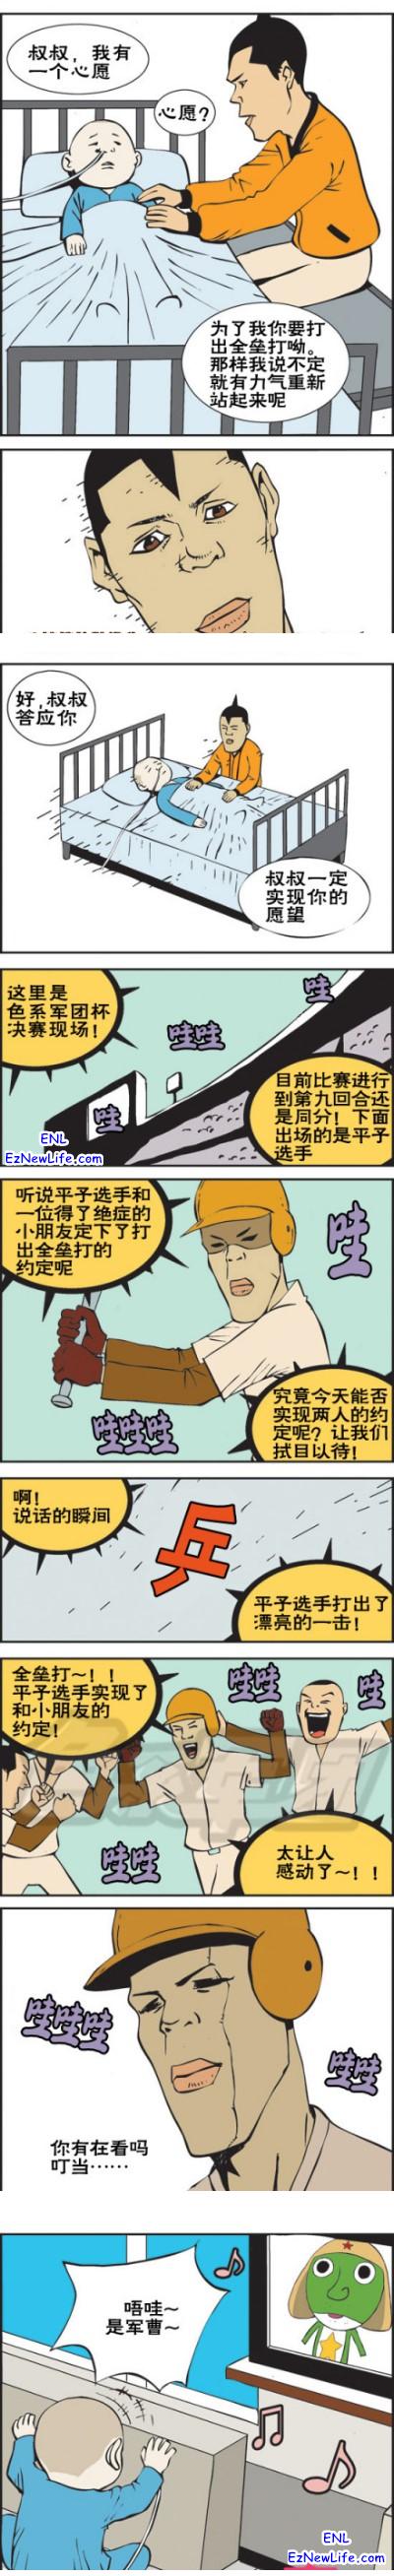 叔叔，我有
一个心愿
心愿？
为了我你要打
出全垒打呦。
那样我说不定
就有力气重新
站起来呢
好，叔叔
答应你
叔叔一定
实现你的
愿望
这里是
色系军团杯
决赛现场！
哇
哇哇
哇
目前比赛进行
到第九回合还
是局分！下面
出场的是平子
选手
ENL
EzNewLife.com
听说平子选手和
一位得了绝症的
小朋友定下了打
出全垒打的
约定呢
哇
哇哇哇
究竟今天能否
实现两人的约
定呢？让我们
拭目以待！
啊！
说话的瞬间
乓
平子选手打出了
漂亮的一击！
全垒打～！！
平子选手实现了
和小朋友的
约定！
哇哇
哇
哇哇
太让人
感动了～！！
哇哇哇
哇哇
你有在看吗
叮当……
唔哇～
是军曹～
ENL
EzNewLife.com